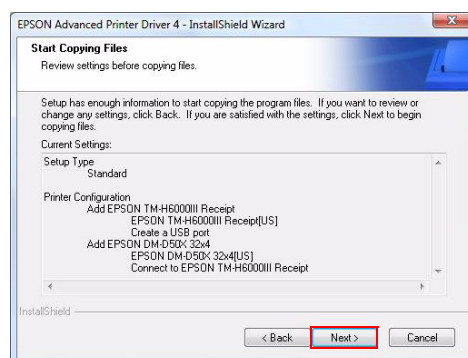 EPSON Advanced Printer Driver 4 - InstallShield Wizard
Start Copying Files
Review settings before copying files.
Setup has enough information to start copying the program files. If you want to review or
change any settings, click Back. If you are satisfied with the settings, click Next to begin
copying files.
Current Settings:
Setup Type
Standard
Printer Configuration
Add EPSON TM-H6000III Receipt
EPSON TM-H6000III Receipt[US]
Create a USB port
Add EPSON DM-D50X 32x4
EPSON DM-D50X 32x4[US]
Connect to EPSON TM-H6000III Receipt
InstallShield
< Back
Next >
Cancel